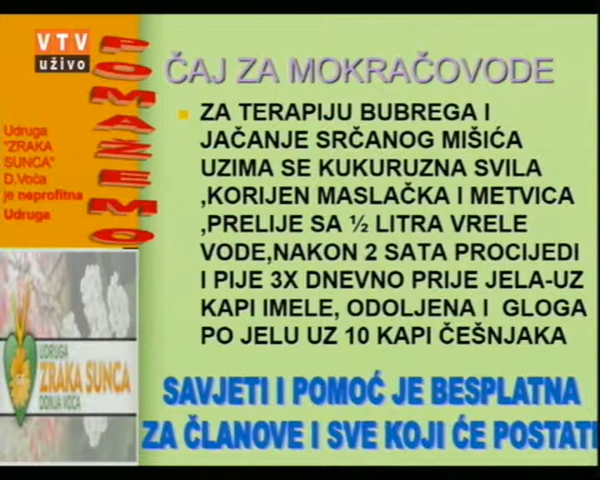 VTV
uživo
POMAŽEMO
Udruga
"ZRAKA
SUNCA"
D.Voća
je neprofitna
Udruga
UDRUGA
ZRAKA SUNCA
DONJA VOĆA
ČAJ ZA MOKRAČOVODE
ZA TERAPIJU BUBREGA I
JAČANJE SRČANOG MIŠIĆA
UZIMA SE KUKURUZNA SVILA
,KORIJEN MASLAČKA I METVICA
,PRELIJE SA ½ LITRA VRELE
VODE,NAKON 2 SATA PROCIJEDI
I PIJE 3X DNEVNO PRIJE JELA-UZ
KAPI IMELE, ODOLJENA I GLOGA
PO JELU UZ 10 KAPI ČEŠNJAKA
SAVJETI I POMOĆ JE BESPLATNA
ZA ČLANOVE I SVE KOJI ĆE POSTATI